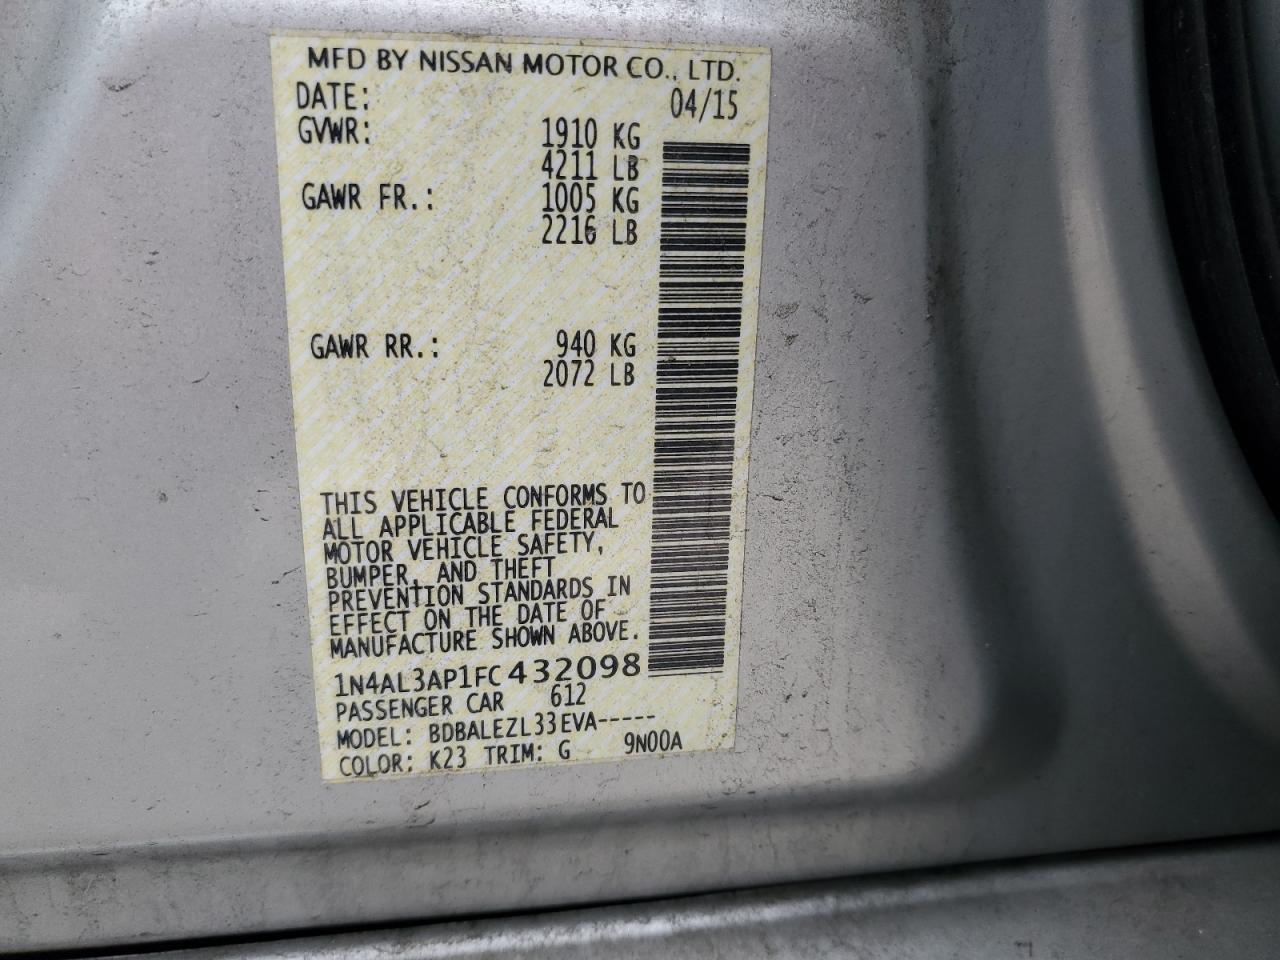 MFD BY NISSAN MOTOR CO., LTD.
DATE: 04/15
GVWR: 1910 KG
4211 LB
GAWR FR.: 1005 KG
2216 LB
GAWR RR.: 940 KG
2072 LB
THIS VEHICLE CONFORMS TO
ALL APPLICABLE FEDERAL
MOTOR VEHICLE SAFETY,
BUMPER, AND THEFT
PREVENTION STANDARDS IN
EFFECT ON THE DATE OF
MANUFACTURE SHOWN ABOVE.
1N4AL3AP1FC432098
PASSENGER CAR 612
MODEL: BDBALEZL33EVA-----
COLOR: K23 TRIM: G 9N00A